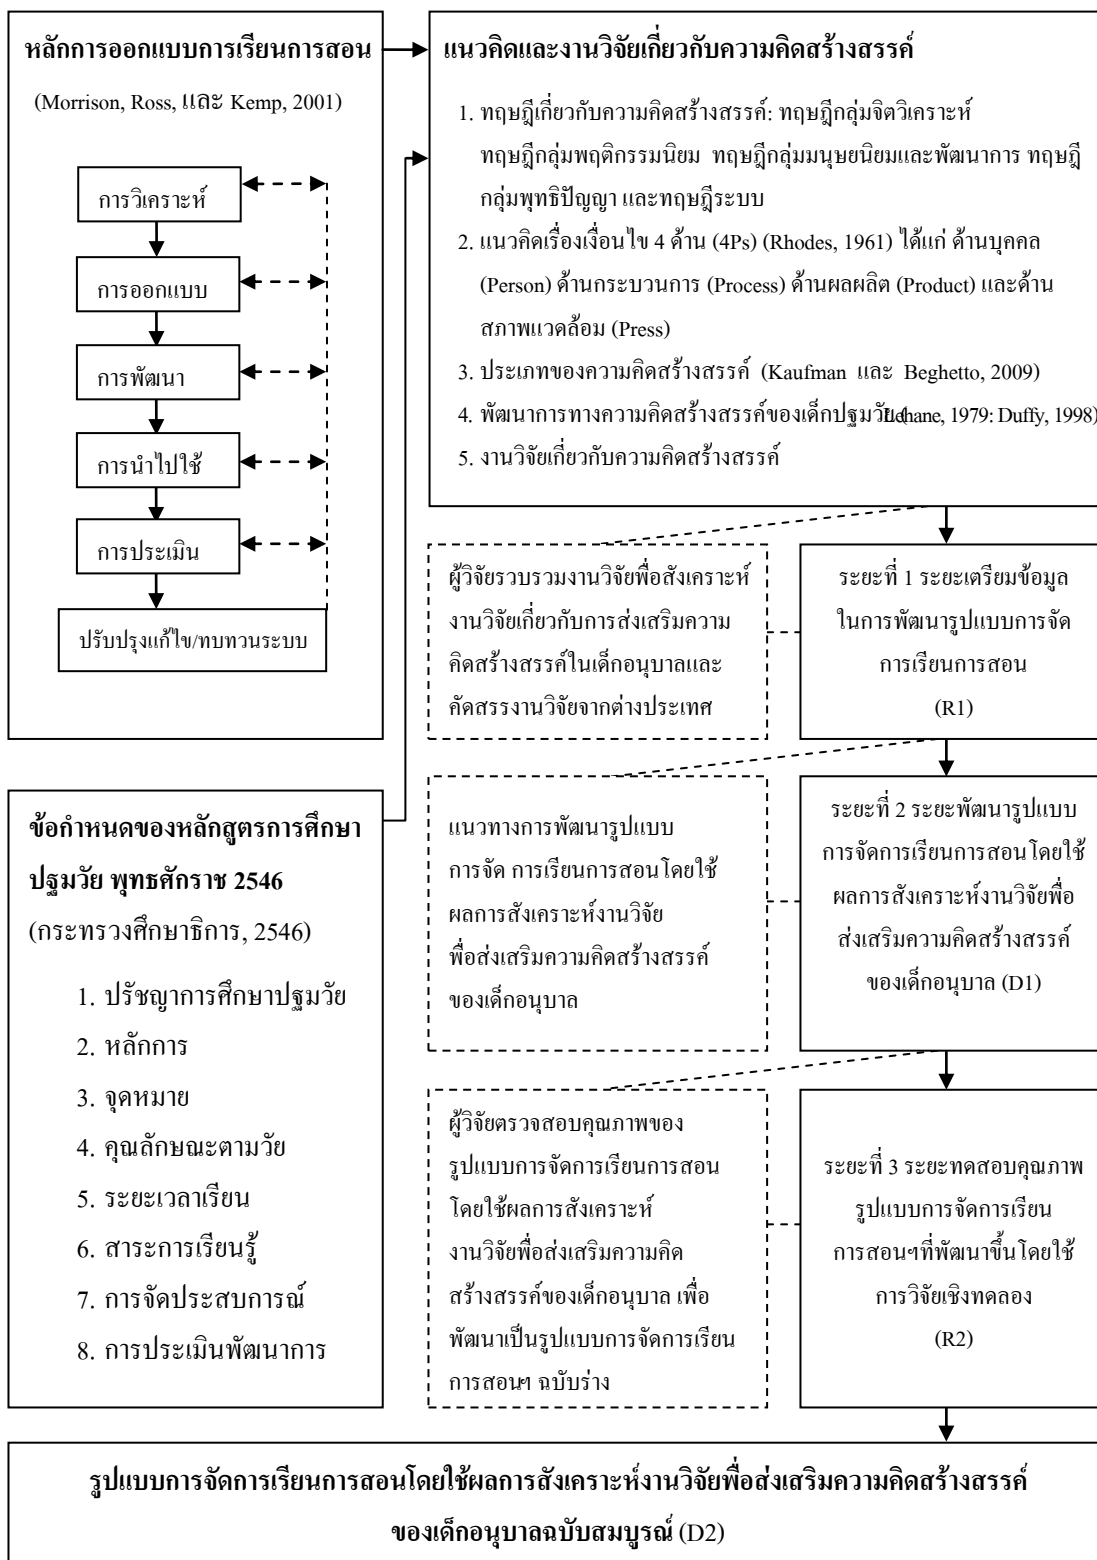 หลักการออกแบบการเรียนการสอน
(Morrison, Ross, และ Kemp, 2001)
การวิเคราะห์
การออกแบบ
การพัฒนา
การนำไปใช้
การประเมิน
ปรับปรุงแก้ไข/ทบทวนระบบ
ข้อกำหนดของหลักสูตรการศึกษา
ปฐมวัย พุทธศักราช 2546
(กระทรวงศึกษาธิการ, 2546)
1. ปรัชญาการศึกษาปฐมวัย
2. หลักการ
3. จุดหมาย
4. คุณลักษณะตามวัย
5. ระยะเวลาเรียน
6. สาระการเรียนรู้
7. การจัดประสบการณ์
8. การประเมินพัฒนาการ
แนวคิดและงานวิจัยเกี่ยวกับความคิดสร้างสรรค์
1. ทฤษฎีเกี่ยวกับความคิดสร้างสรรค์: ทฤษฎีกลุ่มจิตวิเคราะห์
ทฤษฎีกลุ่มพฤติกรรมนิยม ทฤษฎีกลุ่มมนุษยนิยมและพัฒนาการ ทฤษฎี
กลุ่มพุทธิปัญญา และทฤษฎีระบบ
2. แนวคิดเรื่องเงื่อนไข 4 ด้าน (4Ps) (Rhodes, 1961) ได้แก่ ด้านบุคคล
(Person) ด้านกระบวนการ (Process) ด้านผลผลิต (Product) และด้าน
สภาพแวดล้อม (Press)
3. ประเภทของความคิดสร้างสรรค์ (Kaufman และ Beghetto, 2009)
4. พัฒนาการทางความคิดสร้างสรรค์ของเด็กปฐมวัย (Lehane, 1979: Duffy, 1998)
5. งานวิจัยเกี่ยวกับความคิดสร้างสรรค์
ผู้วิจัยรวบรวมงานวิจัยพื่อสังเคราะห์
งานวิจัยเกี่ยวกับการส่งเสริมความ
คิดสร้างสรรค์ในเด็กอนุบาลและ
คัดสรรงานวิจัยจากต่างประเทศ
ระยะที่ 1 ระยะเตรียมข้อมูล
ในการพัฒนารูปแบบการจัด
การเรียนการสอน
(R1)
แนวทางการพัฒนารูปแบบ
การจัด การเรียนการสอนโดยใช้
ผลการสังเคราะห์งานวิจัย
พื่อส่งเสริมความคิดสร้างสรรค์
ของเด็กอนุบาล
ระยะที่ 2 ระยะพัฒนารูปแบบ
การจัดการเรียนการสอนโดยใช้
ผลการสังเคราะห์งานวิจัยพื่อ
ส่งเสริมความคิดสร้างสรรค์
ของเด็กอนุบาล (D1)
ผู้วิจัยตรวจสอบคุณภาพของ
รูปแบบการจัดการเรียนการสอน
โดยใช้ผลการสังเคราะห์
งานวิจัยพื่อส่งเสริมความคิด
สร้างสรรค์ของเด็กอนุบาล เพื่อ
พัฒนาเป็นรูปแบบการจัดการเรียน
การสอนฯ ฉบับร่าง
ระยะที่ 3 ระยะทดสอบคุณภาพ
รูปแบบการจัดการเรียน
การสอนฯที่พัฒนาขึ้นโดยใช้
การวิจัยเชิงทดลอง
(R2)
รูปแบบการจัดการเรียนการสอนโดยใช้ผลการสังเคราะห์งานวิจัยพื่อส่งเสริมความคิดสร้างสรรค์
ของเด็กอนุบาลฉบับสมบูรณ์ (D2)